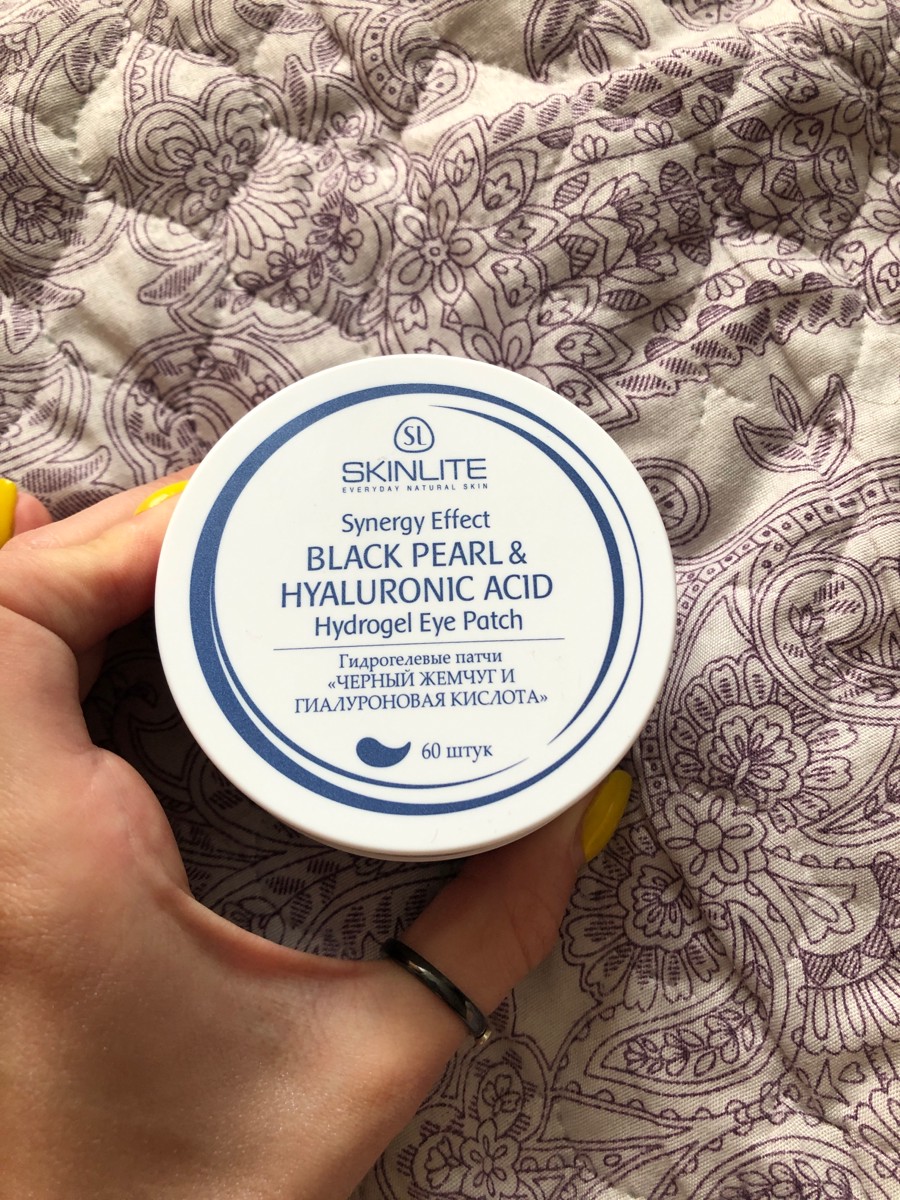 SL
SKINLITE
EVERYDAY NATURAL SKIN
Synergy Effect
BLACK PEARL &
HYALURONIC ACID
Hydrogel Eye Patch
Гидрогелевые патчи
«ЧЕРНЫЙ ЖЕМЧУГ И
ГИАЛУРОНОВАЯ КИСЛОТА»
60 штук